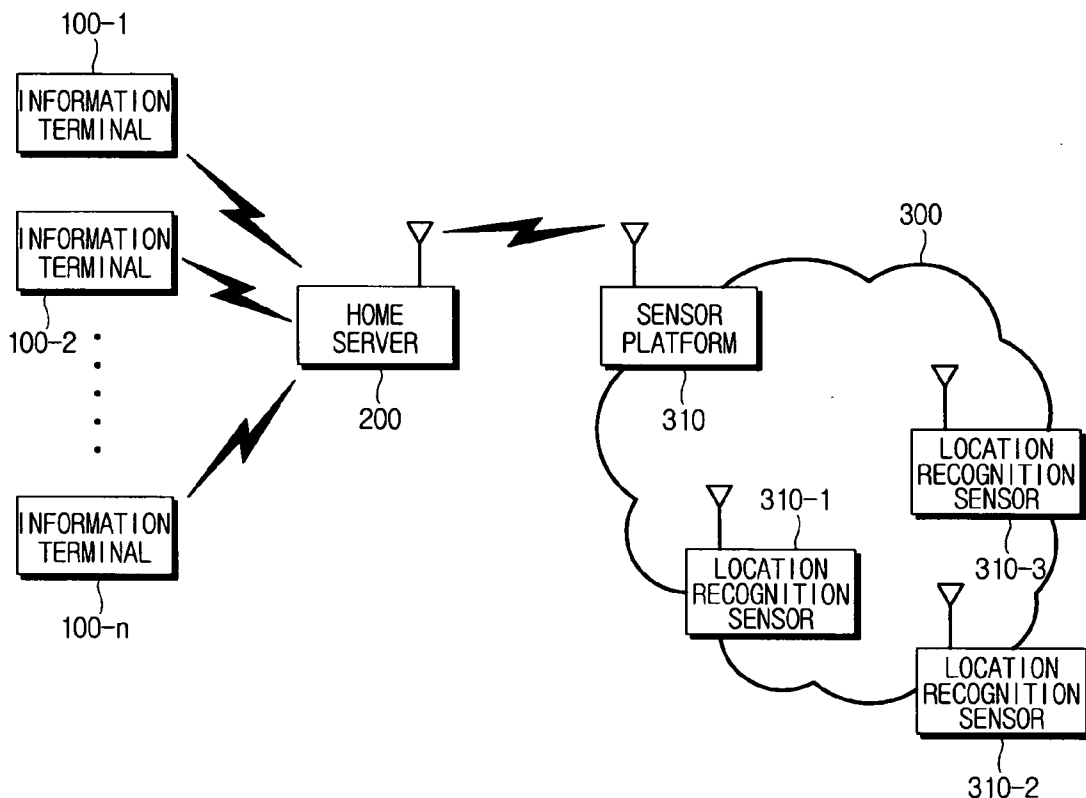 100-1
INFORMATION
TERMINAL
INFORMATION
TERMINAL
100-2
INFORMATION
TERMINAL
100-n
HOME
SERVER
200
SENSOR
PLATFORM
310
300
LOCATION
RECOGNITION
SENSOR
310-3
310-1
LOCATION
RECOGNITION
SENSOR
LOCATION
RECOGNITION
SENSOR
310-2